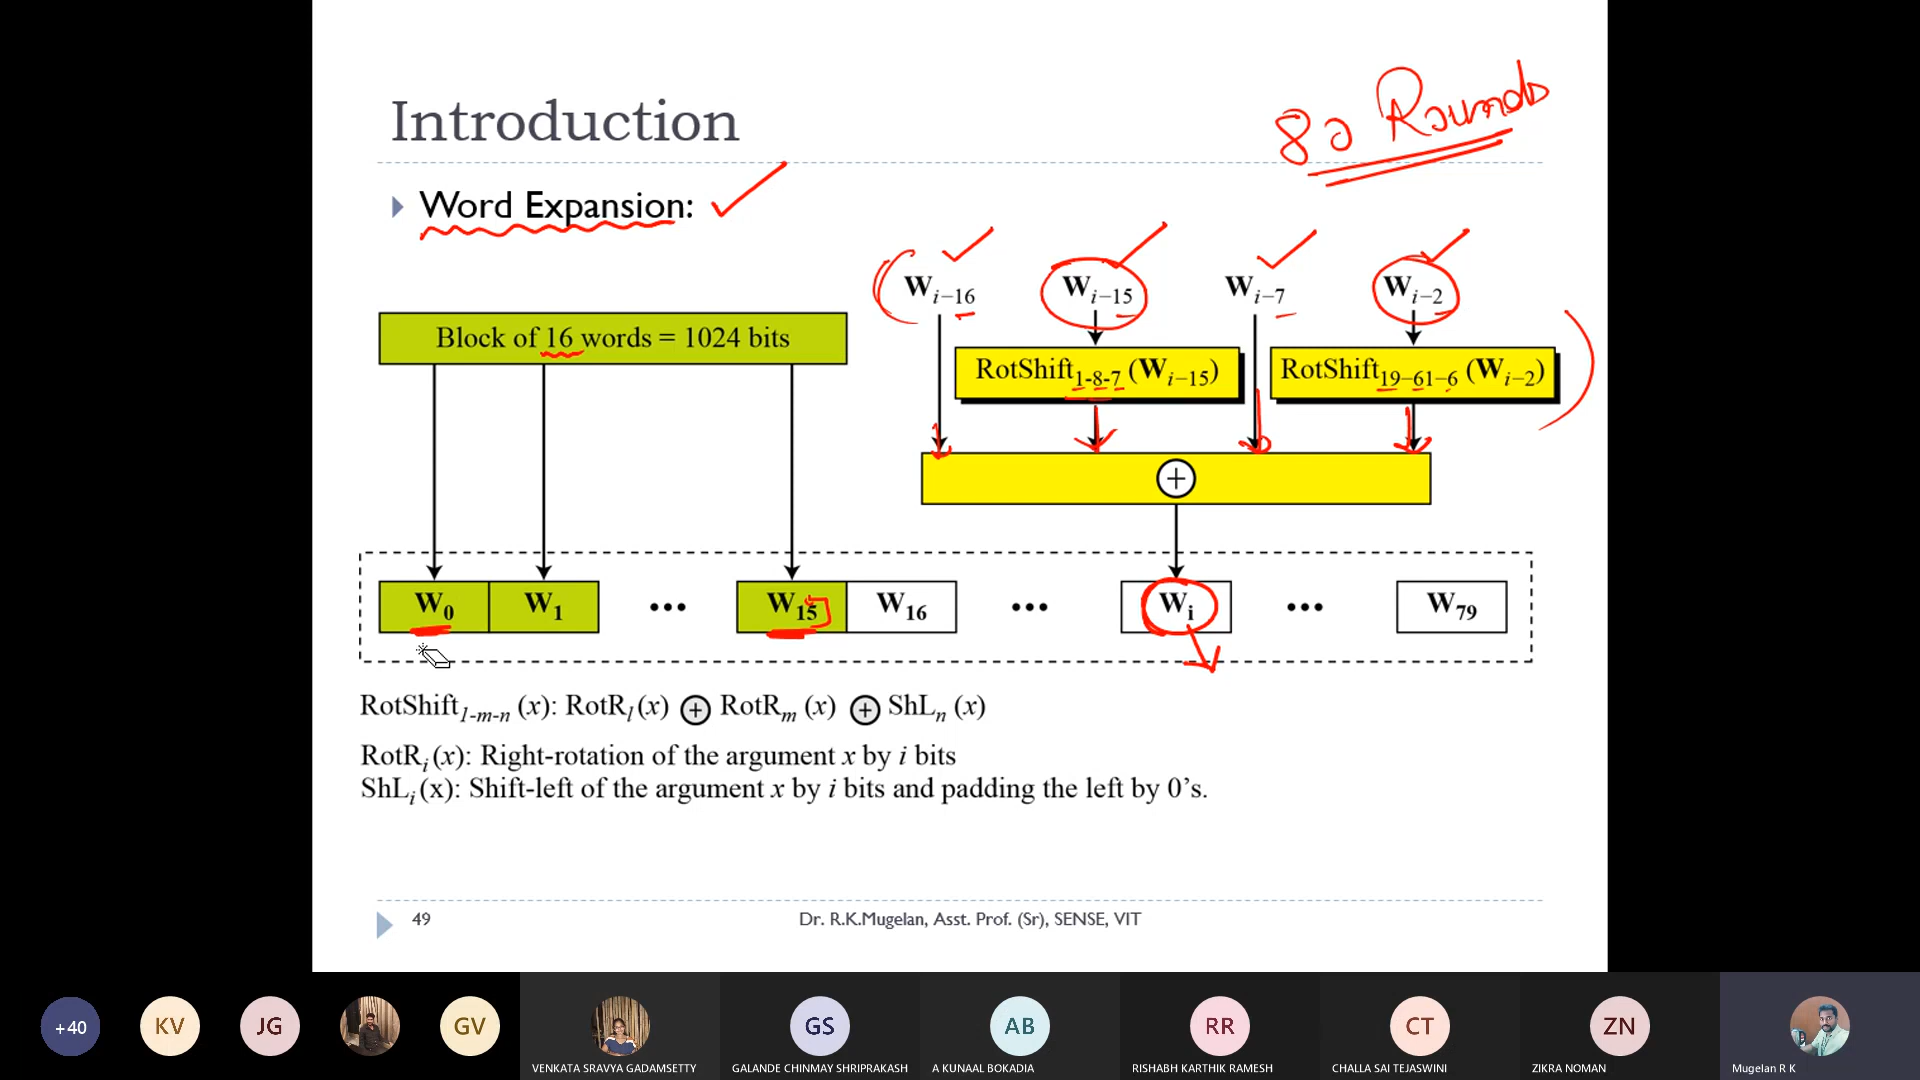 Introduction
80 Rounds
Word Expansion:
Wi–16 Wi–15 Wi–7 Wi–2
Block of 16 words = 1024 bits
RotShift1-8-7 (Wi–15) RotShift19–61–6 (Wi–2)
+
W0 W1 ••• W15 W16 ••• Wi ••• W79
RotShiftl-m-n (x): RotRl(x) ⊕ RotRm (x) ⊕ ShLn (x)
RotRi(x): Right-rotation of the argument x by i bits
ShLi(x): Shift-left of the argument x by i bits and padding the left by 0’s.
49 Dr. R.K.Mugelan, Asst. Prof. (Sr), SENSE, VIT
+40 KV JG GV GS AB RR CT ZN
VENKATA SRAVYA GADAMSETTY GALANDE CHINMAY SHRIPRAKASH A KUNAAL BOKADIA RISHABH KARTHIK RAMESH CHALLA SAI TEJASWINI ZIKRA NOMAN Mugelan R K